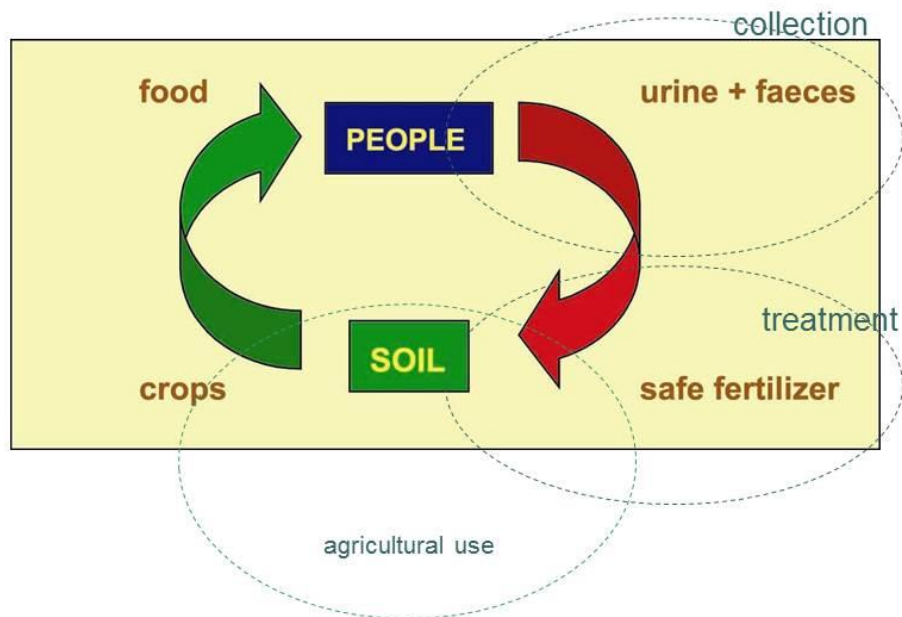 collection
food
urine + faeces
PEOPLE
treatment
SOIL
crops
safe fertilizer
agricultural use